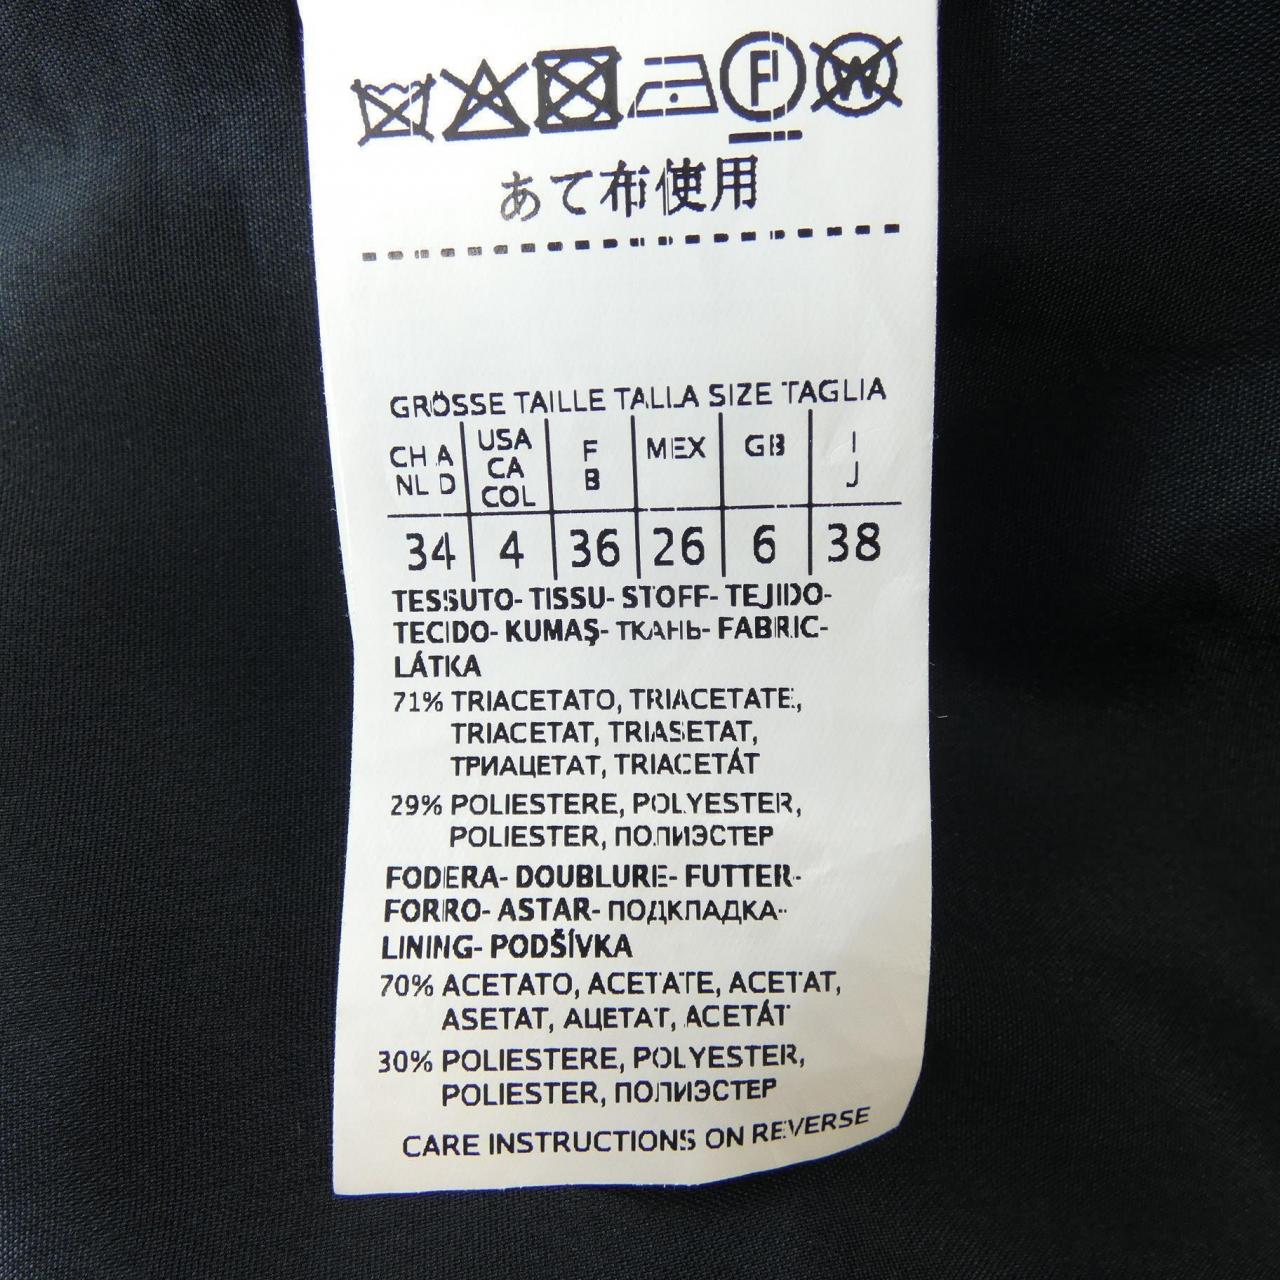 F W
あて布使用
GRÖSSE TAILLE TALLA SIZE TAGLIA
CH A NL D | USA CA COL | F B | MEX | GB | I J
34 | 4 | 36 | 26 | 6 | 38
TESSUTO- TISSU- STOFF- TEJIDO-
TECIDO- KUMAŞ- ТКАНЬ- FABRIC-
LÁTKA
71% TRIACETATO, TRIACETATE,
TRIACETAT, TRIASETAT,
ТРИАЦЕТАТ, TRIACETÁT
29% POLIESTERE, POLYESTER,
POLIESTER, ПОЛИЭСТЕР
FODERA- DOUBLURE- FUTTER-
FORRO- ASTAR- ПОДКЛАДКА-
LINING- PODŠÍVKA
70% ACETATO, ACETATE, ACETAT,
ASETAT, АЦЕТАТ, ACETÁT
30% POLIESTERE, POLYESTER,
POLIESTER, ПОЛИЭСТЕР
CARE INSTRUCTIONS ON REVERSE